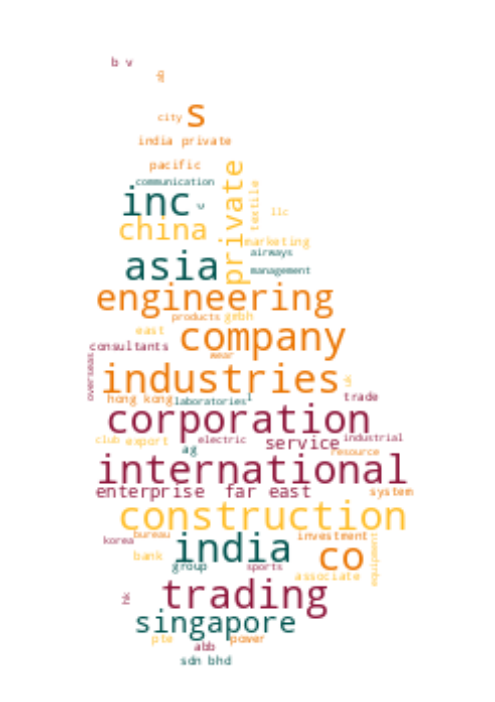 b v
city s
india private
pacific
communication
inc v
private
textile
llc
china
marketing
airways
asia
management
engineering
products gmbh
east
company
consultants
wear
overseas
industries
uk
hong kong laboratories l
trade
corporation
club export electric service industrial
ag
resource
international
enterprise far east system
construction
korea bureau
india
investment
bank
co
group sports
associate
equipment
hk
trading
singapore
pte power
abb
sdn bhd